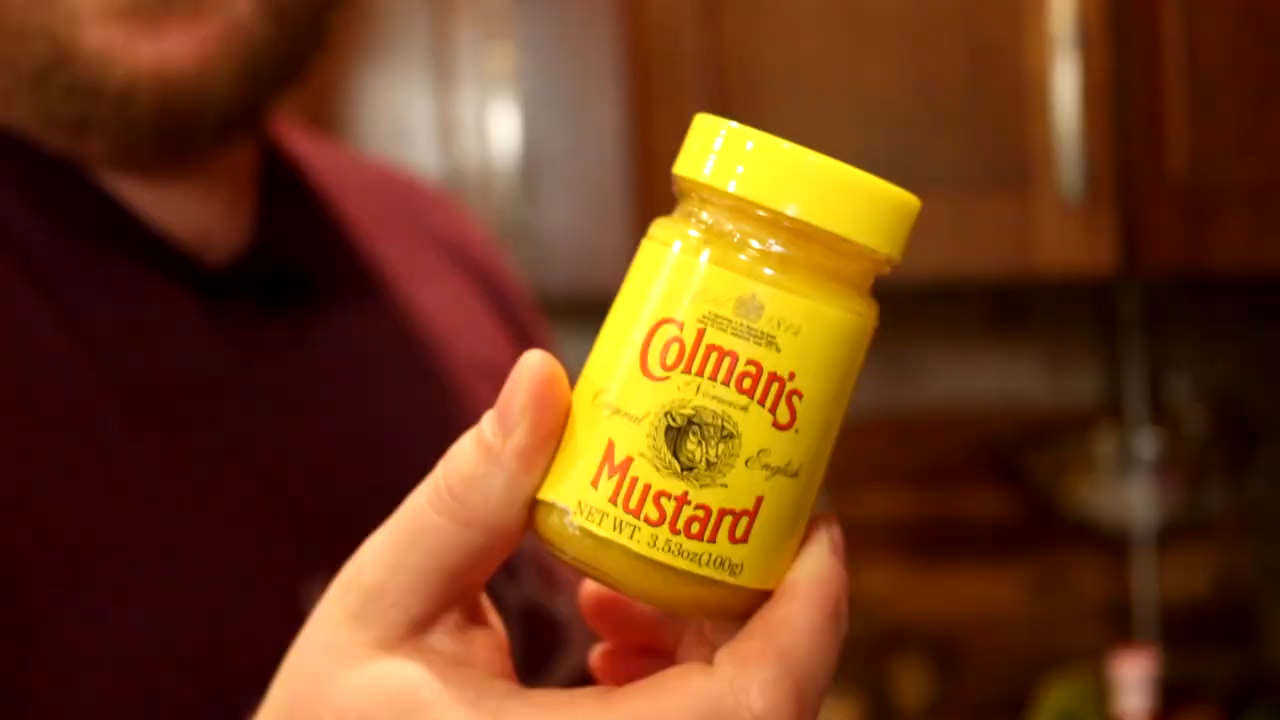 Colman's
Norwich
Original
English
Mustard
NET WT. 3.53oz(100g)